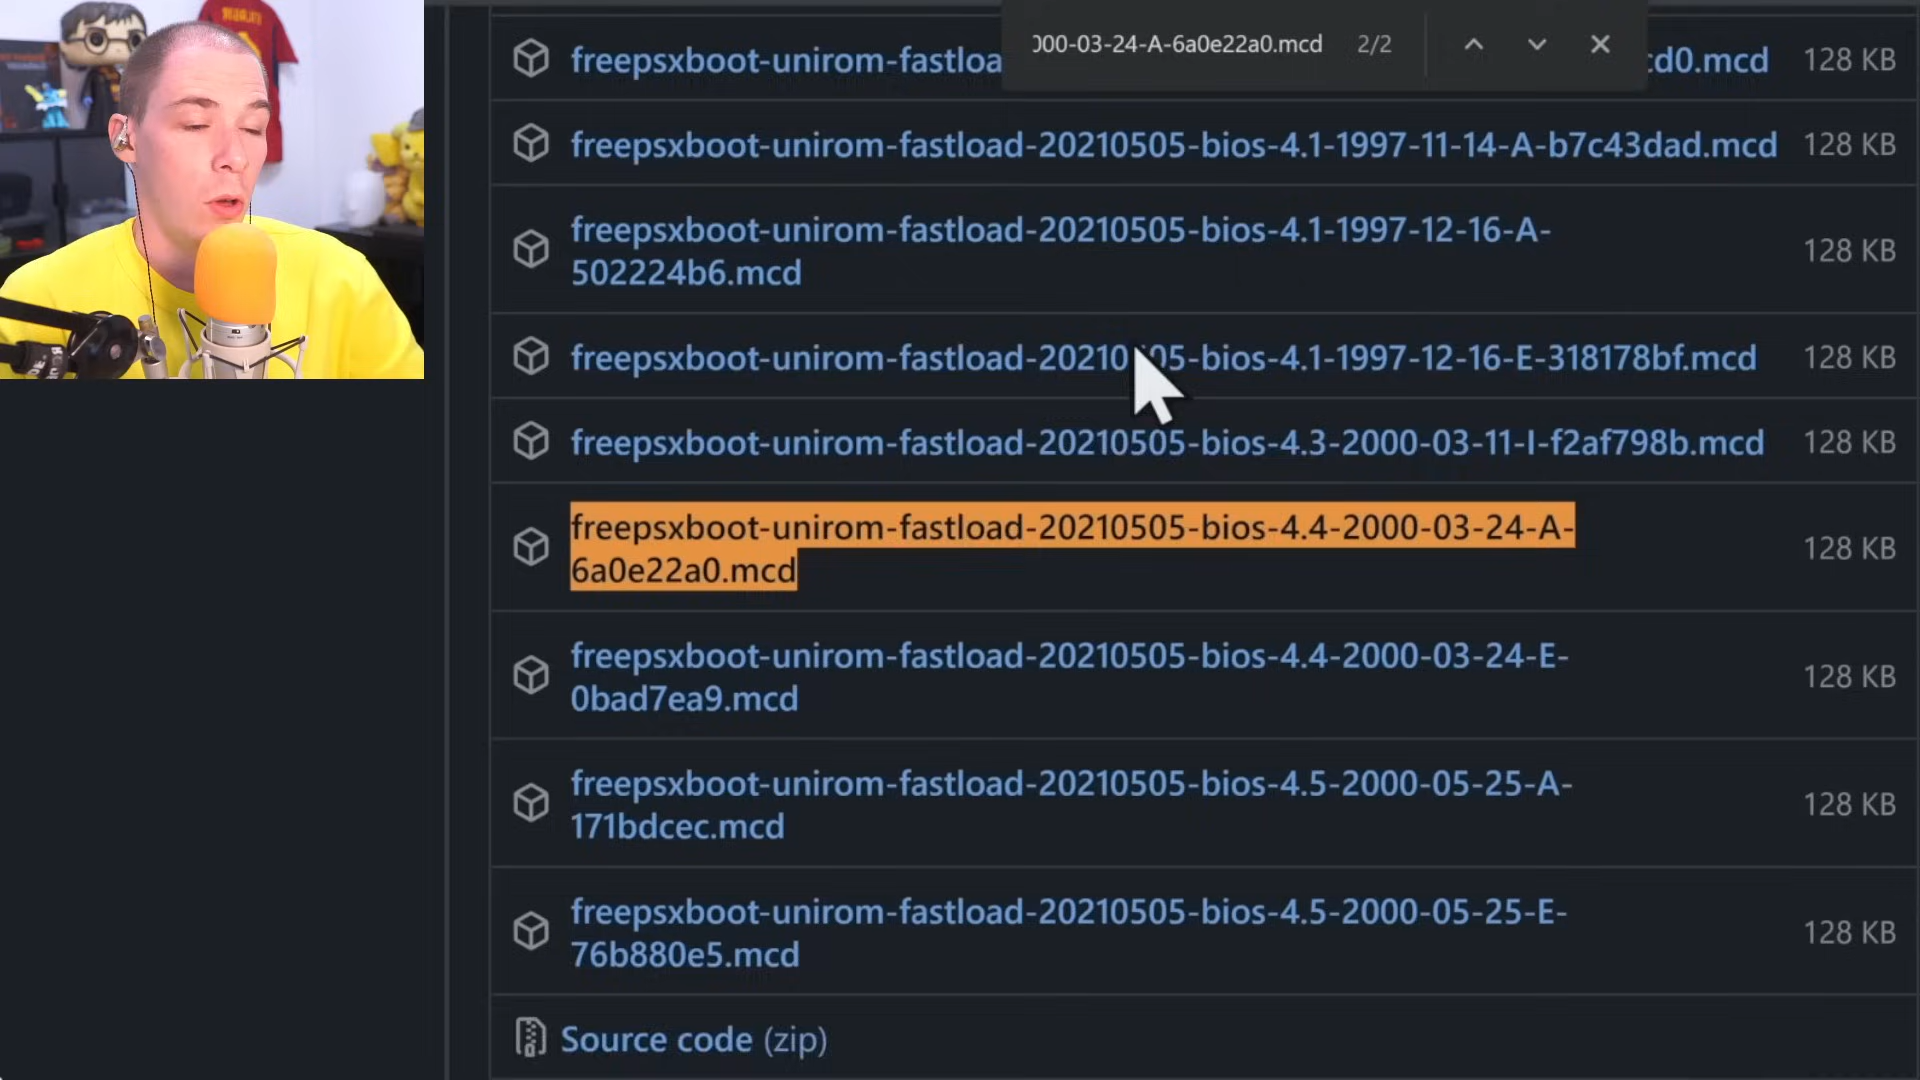 000-03-24-A-6a0e22a0.mcd 2/2
freepsxboot-unirom-fastloa cd0.mcd 128 KB
freepsxboot-unirom-fastload-20210505-bios-4.1-1997-11-14-A-b7c43dad.mcd 128 KB
freepsxboot-unirom-fastload-20210505-bios-4.1-1997-12-16-A-
502224b6.mcd 128 KB
freepsxboot-unirom-fastload-20210505-bios-4.1-1997-12-16-E-318178bf.mcd 128 KB
freepsxboot-unirom-fastload-20210505-bios-4.3-2000-03-11-I-f2af798b.mcd 128 KB
freepsxboot-unirom-fastload-20210505-bios-4.4-2000-03-24-A-
6a0e22a0.mcd 128 KB
freepsxboot-unirom-fastload-20210505-bios-4.4-2000-03-24-E-
0bad7ea9.mcd 128 KB
freepsxboot-unirom-fastload-20210505-bios-4.5-2000-05-25-A-
171bdcec.mcd 128 KB
freepsxboot-unirom-fastload-20210505-bios-4.5-2000-05-25-E-
76b880e5.mcd 128 KB
Source code (zip)